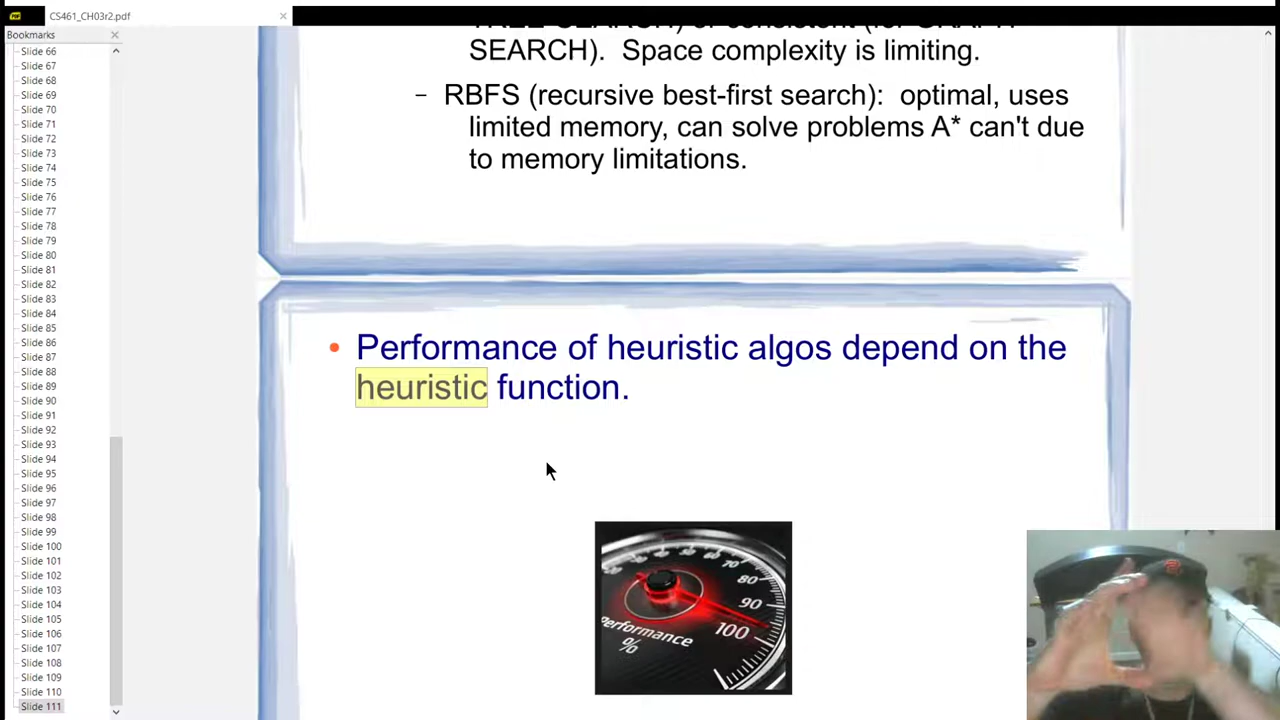 CS461_CH03r2.pdf
Bookmarks
Slide 66
Slide 67
Slide 68
Slide 69
Slide 70
Slide 71
Slide 72
Slide 73
Slide 74
Slide 75
Slide 76
Slide 77
Slide 78
Slide 79
Slide 80
Slide 81
Slide 82
Slide 83
Slide 84
Slide 85
Slide 86
Slide 87
Slide 88
Slide 89
Slide 90
Slide 91
Slide 92
Slide 93
Slide 94
Slide 95
Slide 96
Slide 97
Slide 98
Slide 99
Slide 100
Slide 101
Slide 102
Slide 103
Slide 104
Slide 105
Slide 106
Slide 107
Slide 108
Slide 109
Slide 110
Slide 111
SEARCH). Space complexity is limiting.
– RBFS (recursive best-first search): optimal, uses
limited memory, can solve problems A* can't due
to memory limitations.
• Performance of heuristic algos depend on the
heuristic function.
70
80
90
100
Performance
%